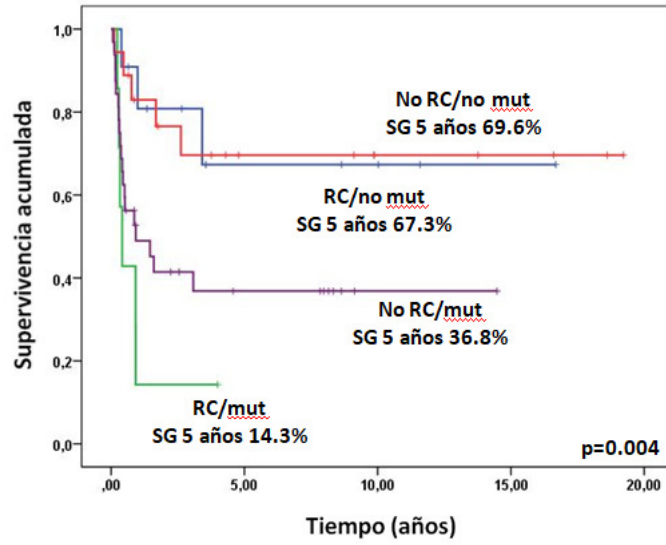 1,0
0,8
0,6
0,4
0,2
0,0
Supervivencia acumulada
No RC/no mut
SG 5 años 69.6%
RC/no mut
SG 5 años 67.3%
No RC/mut
SG 5 años 36.8%
RC/mut
SG 5 años 14.3%
p=0.004
,00 5,00 10,00 15,00 20,00
Tiempo (años)